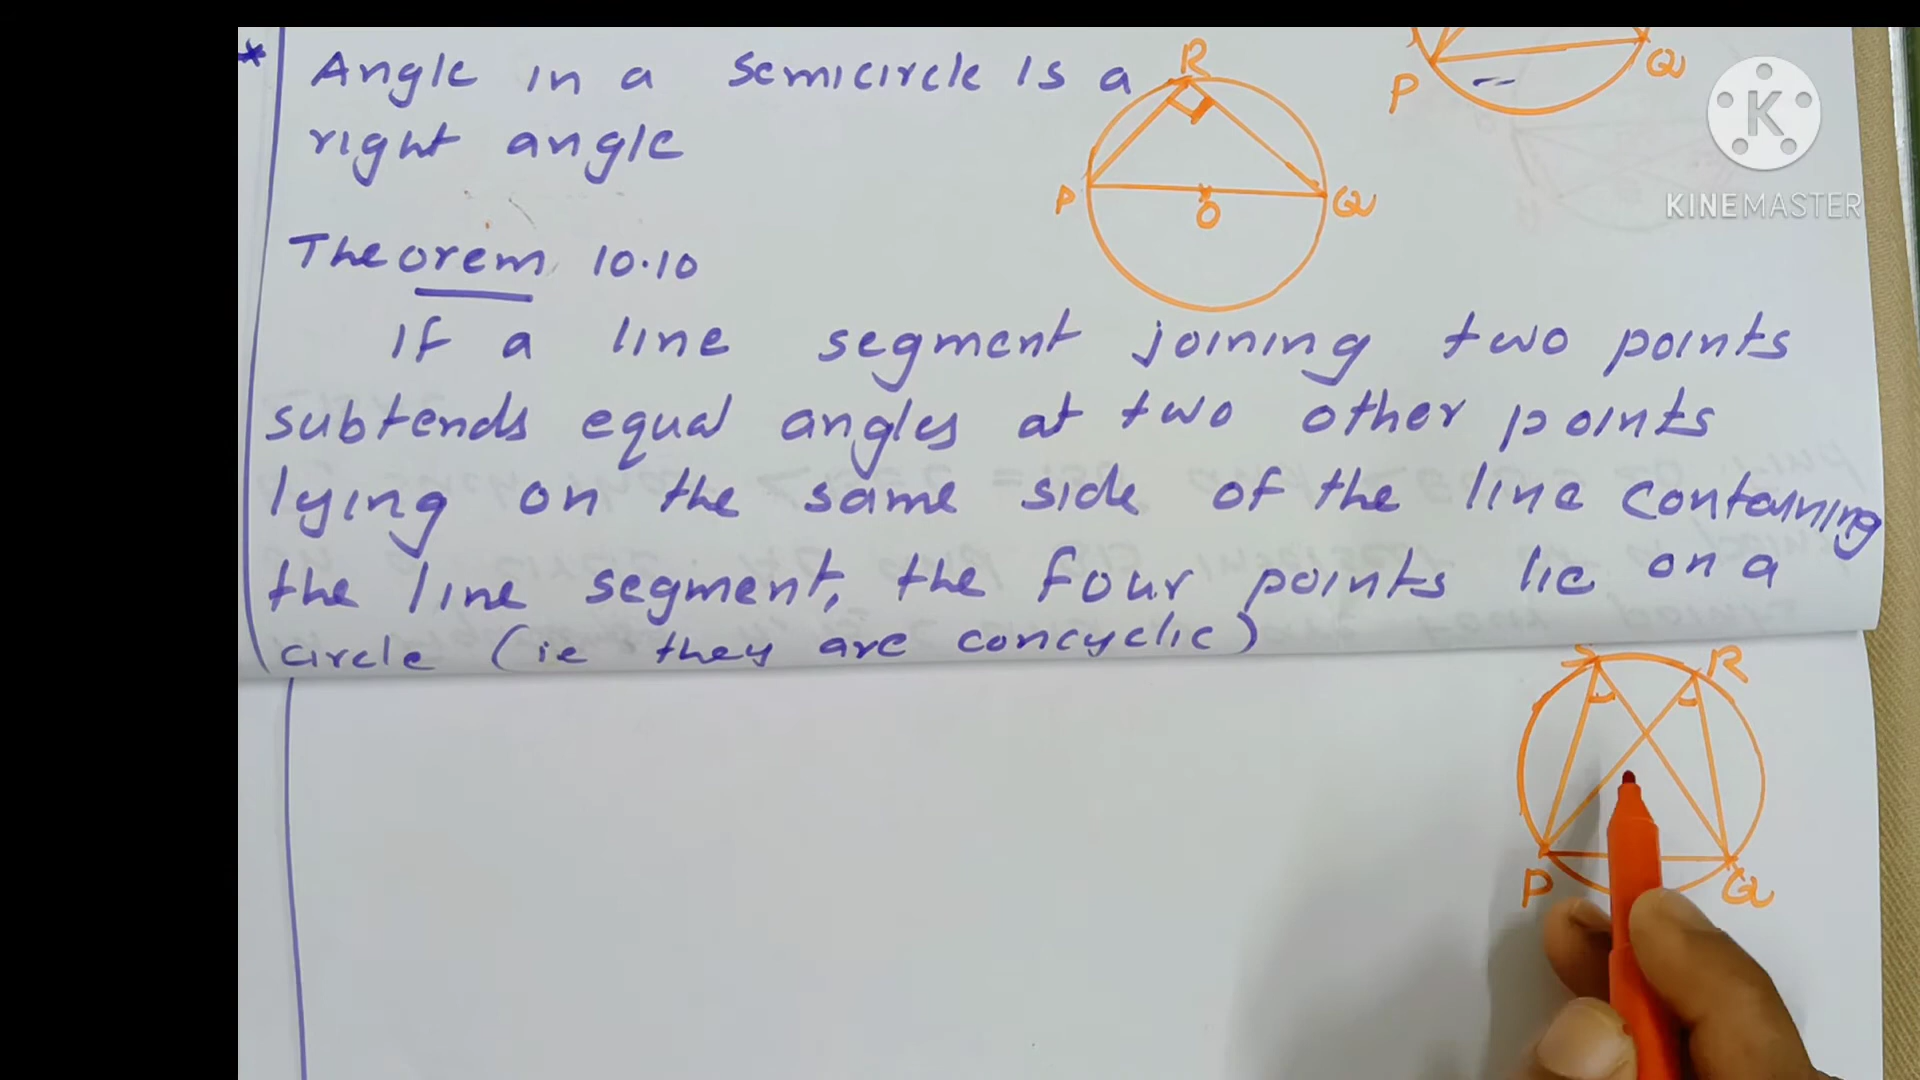 * Angle in a semicircle is a
right angle
R
P
O
Q
P
Q
K
KINEMASTER
Theorem 10.10
If a line segment joining two points
subtends equal angles at two other points
lying on the same side of the line containing
the line segment, the four points lie on a
circle (ie they are concyclic)
S
R
P
Q